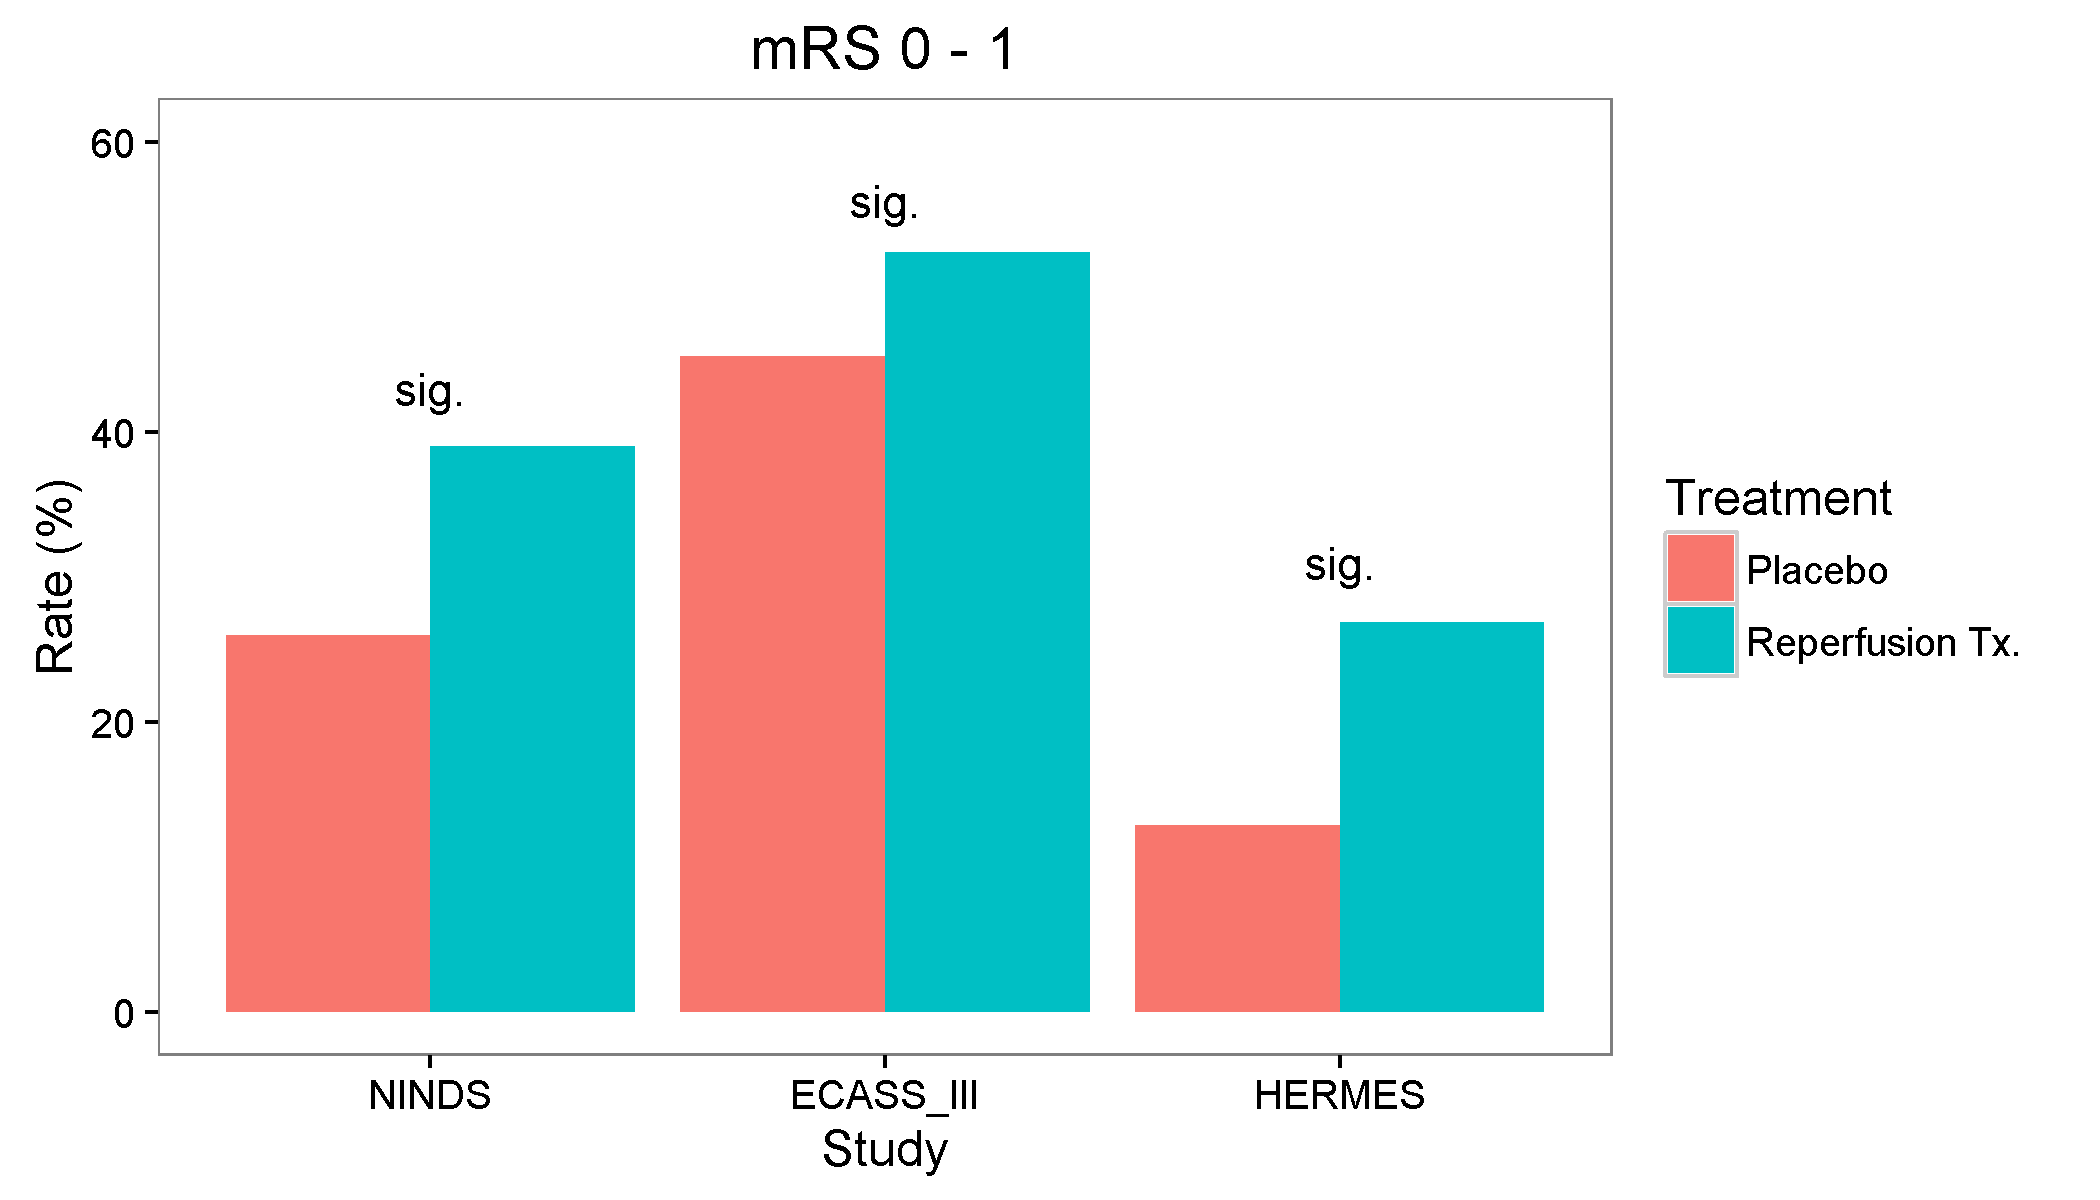 mRS 0 - 1
60
40
20
0
Rate (%)
sig.
sig.
sig.
NINDS
ECASS_III
HERMES
Study
Treatment
Placebo
Reperfusion Tx.